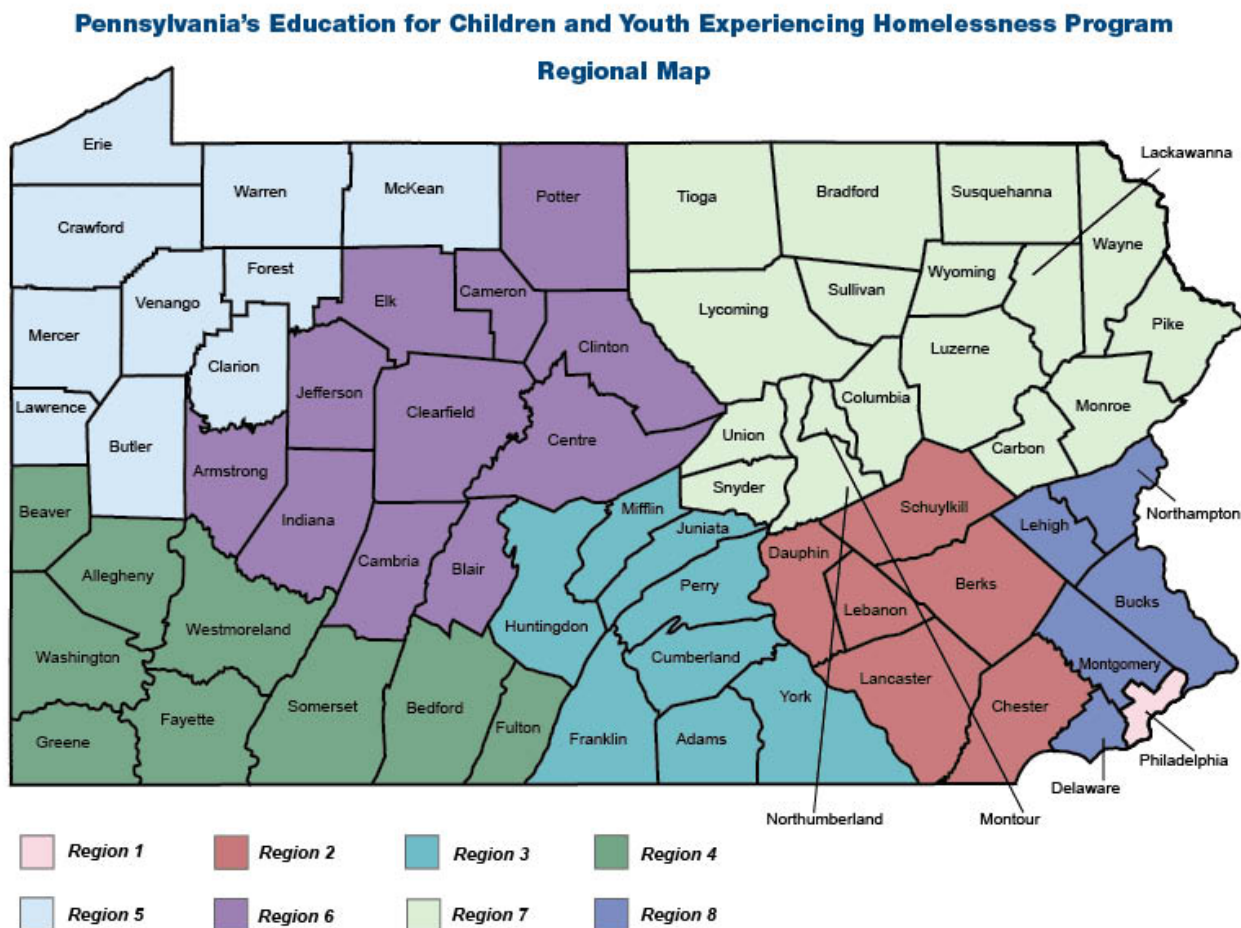 Pennsylvania's Education for Children and Youth Experiencing Homelessness Program
Regional Map
Erie
Warren
McKean
Potter
Tioga
Bradford
Susquehanna
Lackawanna
Crawford
Wayne
Forest
Venango
Elk
Cameron
Wyoming
Sullivan
Mercer
Lycoming
Pike
Clinton
Luzerne
Clarion
Jefferson
Columbia
Lawrence
Clearfield
Monroe
Butler
Centre
Union
Carbon
Armstrong
Snyder
Beaver
Indiana
Mifflin
Schuylkill
Northampton
Juniata
Lehigh
Allegheny
Cambria
Blair
Dauphin
Perry
Berks
Bucks
Lebanon
Westmoreland
Huntingdon
Washington
Cumberland
Montgomery
Lancaster
Somerset
Bedford
York
Chester
Fayette
Fulton
Greene
Franklin
Adams
Philadelphia
Delaware
Northumberland
Montour
Region 1
Region 2
Region 3
Region 4
Region 5
Region 6
Region 7
Region 8